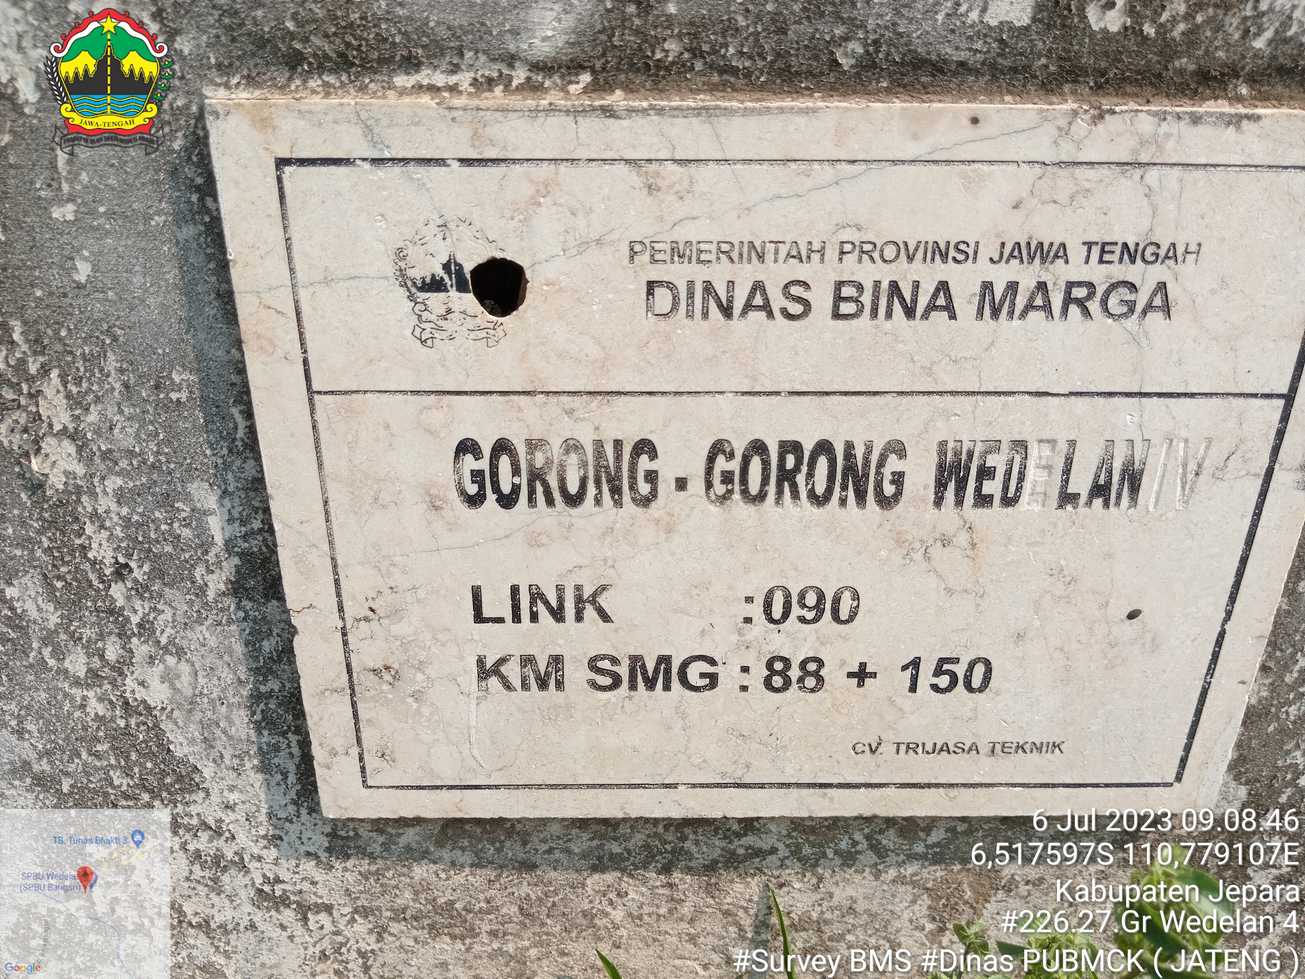 JAWA-TENGAH
PEMERINTAH PROVINSI JAWA TENGAH
DINAS BINA MARGA
GORONG - GORONG WEDELAN IV
LINK :090
KM SMG : 88 + 150
CV. TRIJASA TEKNIK
TB. Tunas Bhakti 3
SPBU Wedelan
(SPBU Bangsri)
Google
6 Jul 2023 09.08.46
6,517597S 110,779107E
Kabupaten Jepara
#226.27.Gr Wedelan 4
#Survey BMS #Dinas PUBMCK ( JATENG )